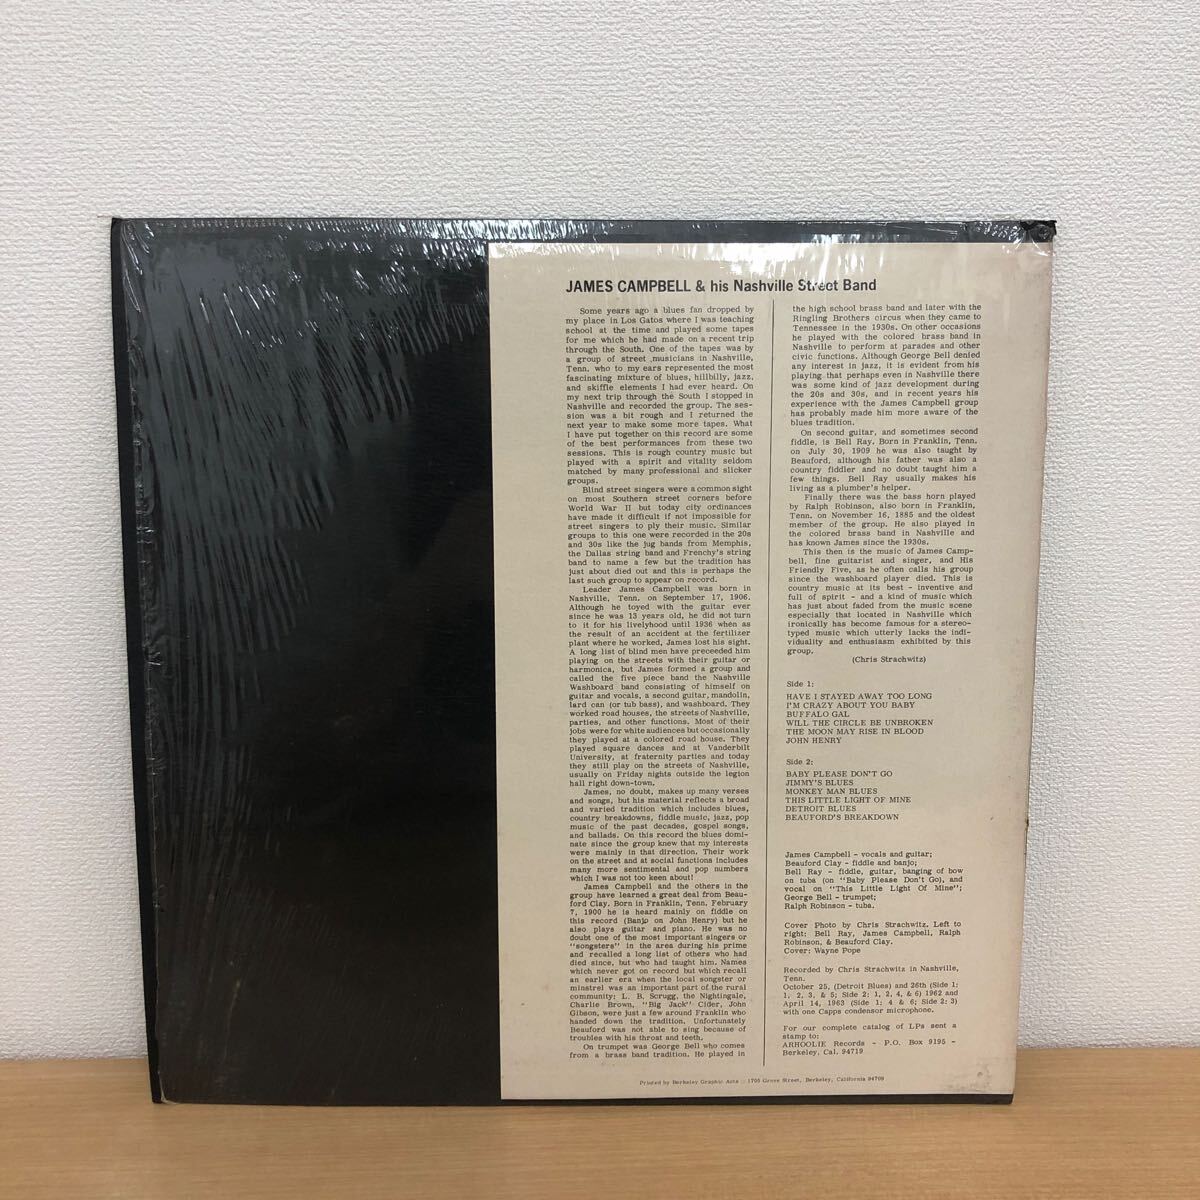 JAMES CAMPBELL & his Nashville Street Band
Some years ago a blues fan dropped by
my place in Los Gatos where I was teaching
school at the time and played some tapes
for me which he had made on a recent trip
through the South. One of the tapes was by
a group of street musicians in Nashville,
Tenn. who to my ears represented the most
fascinating mixture of blues, hillbilly, jazz,
and skiffle elements I had ever heard. On
my next trip through the South I stopped in
Nashville and recorded the group. The ses-
sion was a bit rough and I returned the
next year to make some more tapes. What
I have put together on this record are some
of the best performances from these two
sessions. This is rough country music but
played with a spirit and vitality seldom
matched by many professional and slicker
groups.
Blind street singers were a common sight
on most Southern street corners before
World War II but today city ordinances
have made it difficult if not impossible for
street singers to ply their music. Similar
groups to this one were recorded in the 20s
and 30s like the jug bands from Memphis,
the Dallas string band and Frenchy's string
band to name a few but the tradition has
just about died out and this is perhaps the
last such group to appear on record.
Leader James Campbell was born in
Nashville, Tenn. on September 17, 1906.
Although he toyed with the guitar ever
since he was 13 years old, he did not turn
to it for his livelyhood until 1936 when as
the result of an accident at the fertilizer
plant where he worked, James lost his sight.
A long list of blind men have preceeded him
playing on the streets with their guitar or
harmonica, but James formed a group and
called the five piece band the Nashville
Washboard band consisting of himself on
guitar and vocals, a second guitar, mandolin,
lard can (or tub bass), and washboard. They
worked road houses, the streets of Nashville,
parties, and other functions. Most of their
jobs were for white audiences but occasionally
they played at a colored road house. They
played square dances and at Vanderbilt
University, at fraternity parties and today
they still play on the streets of Nashville,
usually on Friday nights outside the legion
hall right down-town.
James, no doubt, makes up many verses
and songs, but his material reflects a broad
and varied tradition which includes blues,
country breakdowns, fiddle music, jazz, pop
music of the past decades, gospel songs,
and ballads. On this record the blues domi-
nate since the group knew that my interests
were mainly in that direction. Their work
on the street and at social functions includes
many more sentimental and pop numbers
which I was not too keen about!
James Campbell and the others in the
group have learned a great deal from Beau-
ford Clay. Born in Franklin, Tenn. February
7, 1900 he is heard mainly on fiddle on
this record (Banjo on John Henry) but he
also plays guitar and piano. He was no
doubt one of the most important singers or
"songsters" in the area during his prime
and recalled a long list of others who had
died since, but who had taught him. Names
which never got on record but which recall
an earlier era when the local songster or
minstrel was an important part of the rural
community: L. B. Scrugg, the Nightingale,
Charlie Brown, "Big Jack" Cider, John
Gibson, were just a few around Franklin who
handed down the tradition. Unfortunately
Beauford was not able to sing because of
troubles with his throat and teeth.
On trumpet was George Bell who comes
from a brass band tradition. He played in
the high school brass band and later with the
Ringling Brothers circus when they came to
Tennessee in the 1930s. On other occasions
he played with the colored brass band in
Nashville to perform at parades and other
civic functions. Although George Bell denied
any interest in jazz, it is evident from his
playing that perhaps even in Nashville there
was some kind of jazz development during
the 20s and 30s, and in recent years his
experience with the James Campbell group
has probably made him more aware of the
blues tradition.
On second guitar, and sometimes second
fiddle, is Bell Ray. Born in Franklin, Tenn.
on July 30, 1909 he was also taught by
Beauford, although his father was also a
country fiddler and no doubt taught him a
few things. Bell Ray usually makes his
living as a plumber's helper.
Finally there was the bass horn played
by Ralph Robinson, also born in Franklin,
Tenn. on November 16, 1885 and the oldest
member of the group. He also played in
the colored brass band in Nashville and
has known James since the 1930s.
This then is the music of James Camp-
bell, fine guitarist and singer, and His
Friendly Five, as he often calls his group
since the washboard player died. This is
country music at its best - inventive and
full of spirit - and a kind of music which
has just about faded from the music scene
especially that located in Nashville which
ironically has become famous for a stereo-
typed music which utterly lacks the indi-
viduality and enthusiasm exhibited by this
group.
(Chris Strachwitz)
Side 1:
HAVE I STAYED AWAY TOO LONG
I'M CRAZY ABOUT YOU BABY
BUFFALO GAL
WILL THE CIRCLE BE UNBROKEN
THE MOON MAY RISE IN BLOOD
JOHN HENRY
Side 2:
BABY PLEASE DON'T GO
JIMMY'S BLUES
MONKEY MAN BLUES
THIS LITTLE LIGHT OF MINE
DETROIT BLUES
BEAUFORD'S BREAKDOWN
James Campbell - vocals and guitar;
Beauford Clay - fiddle and banjo;
Bell Ray - fiddle, guitar, banging of bow
on tuba (on "Baby Please Don't Go), and
vocal on "This Little Light Of Mine";
George Bell - trumpet;
Ralph Robinson - tuba.
Cover Photo by Chris Strachwitz. Left to
right: Bell Ray, James Campbell, Ralph
Robinson, & Beauford Clay.
Cover: Wayne Pope
Recorded by Chris Strachwitz in Nashville,
Tenn.
October 25, (Detroit Blues) and 26th (Side 1:
1, 2, 3, & 5; Side 2: 1, 2, 4, & 6) 1962 and
April 14, 1963 (Side 1: 4 & 6; Side 2: 3)
with one Capps condensor microphone.
For our complete catalog of LPs sent a
stamp to:
ARHOOLIE Records - P.O. Box 9195 -
Berkeley, Cal. 94719
Printed by Berkeley Graphic Arts : 1705 Grove Street, Berkeley, California 94709